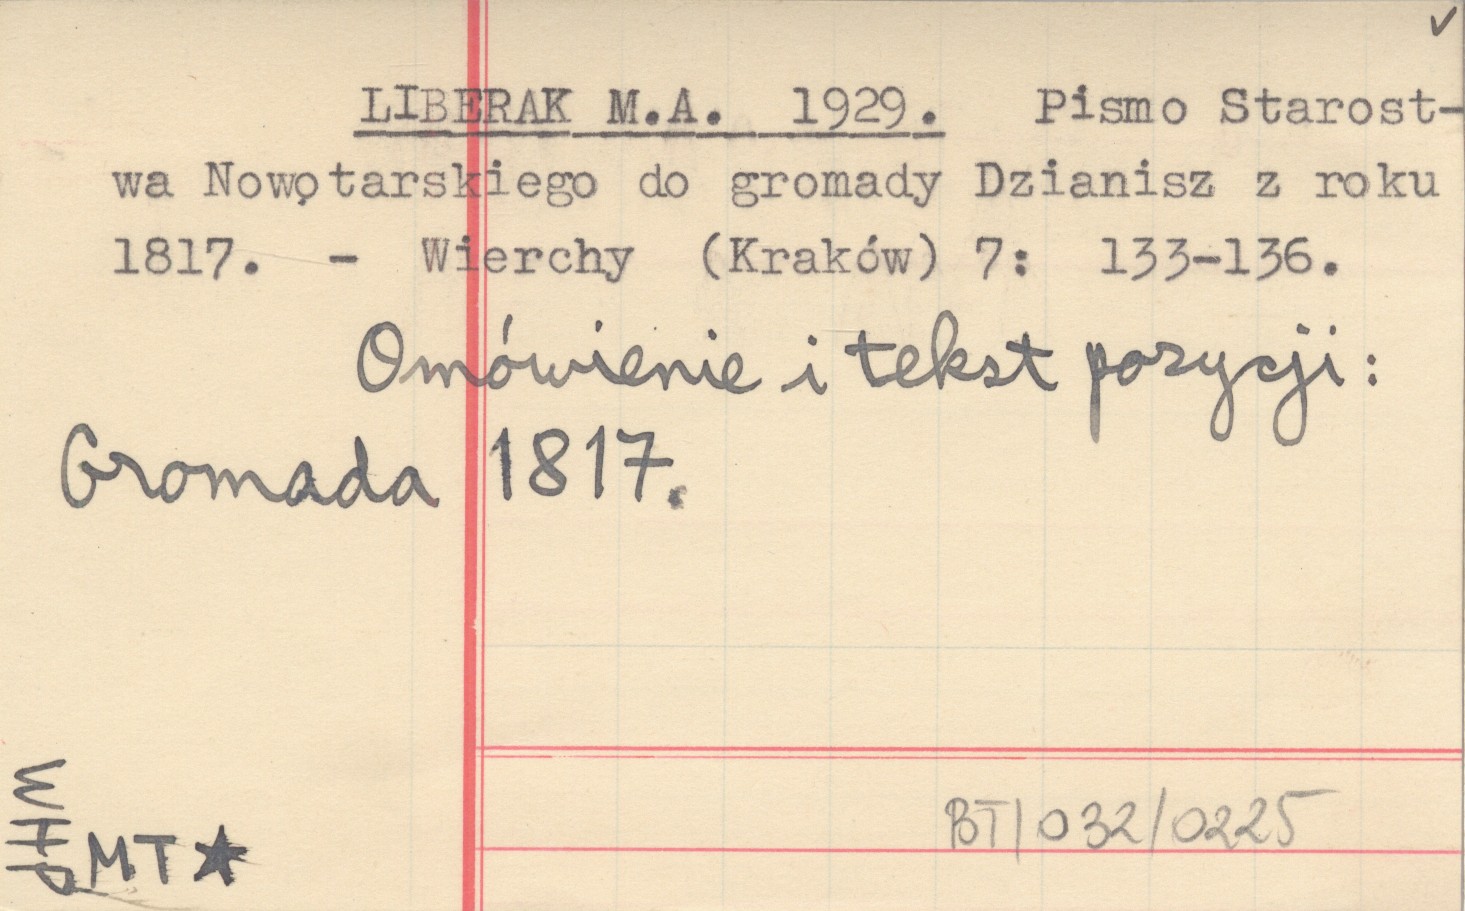 ✓
LIBERAK M.A. 1929. Pismo Starost-
wa Nowotarskiego do gromady Dzianisz z roku
1817. - Wierchy (Kraków) 7: 133-136.
Omówienie i tekst pozycji:
Gromada 1817.
BT/032/0225
MT ★